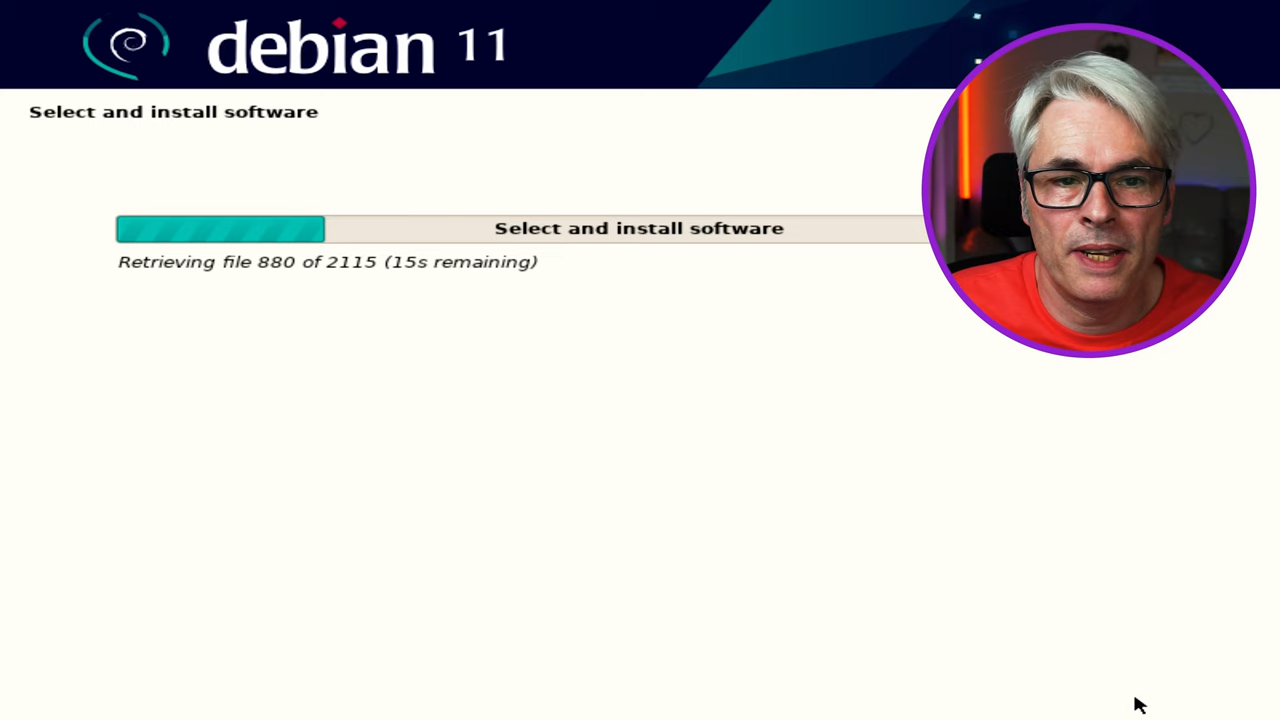 debian 11
Select and install software
Select and install software
Retrieving file 880 of 2115 (15s remaining)